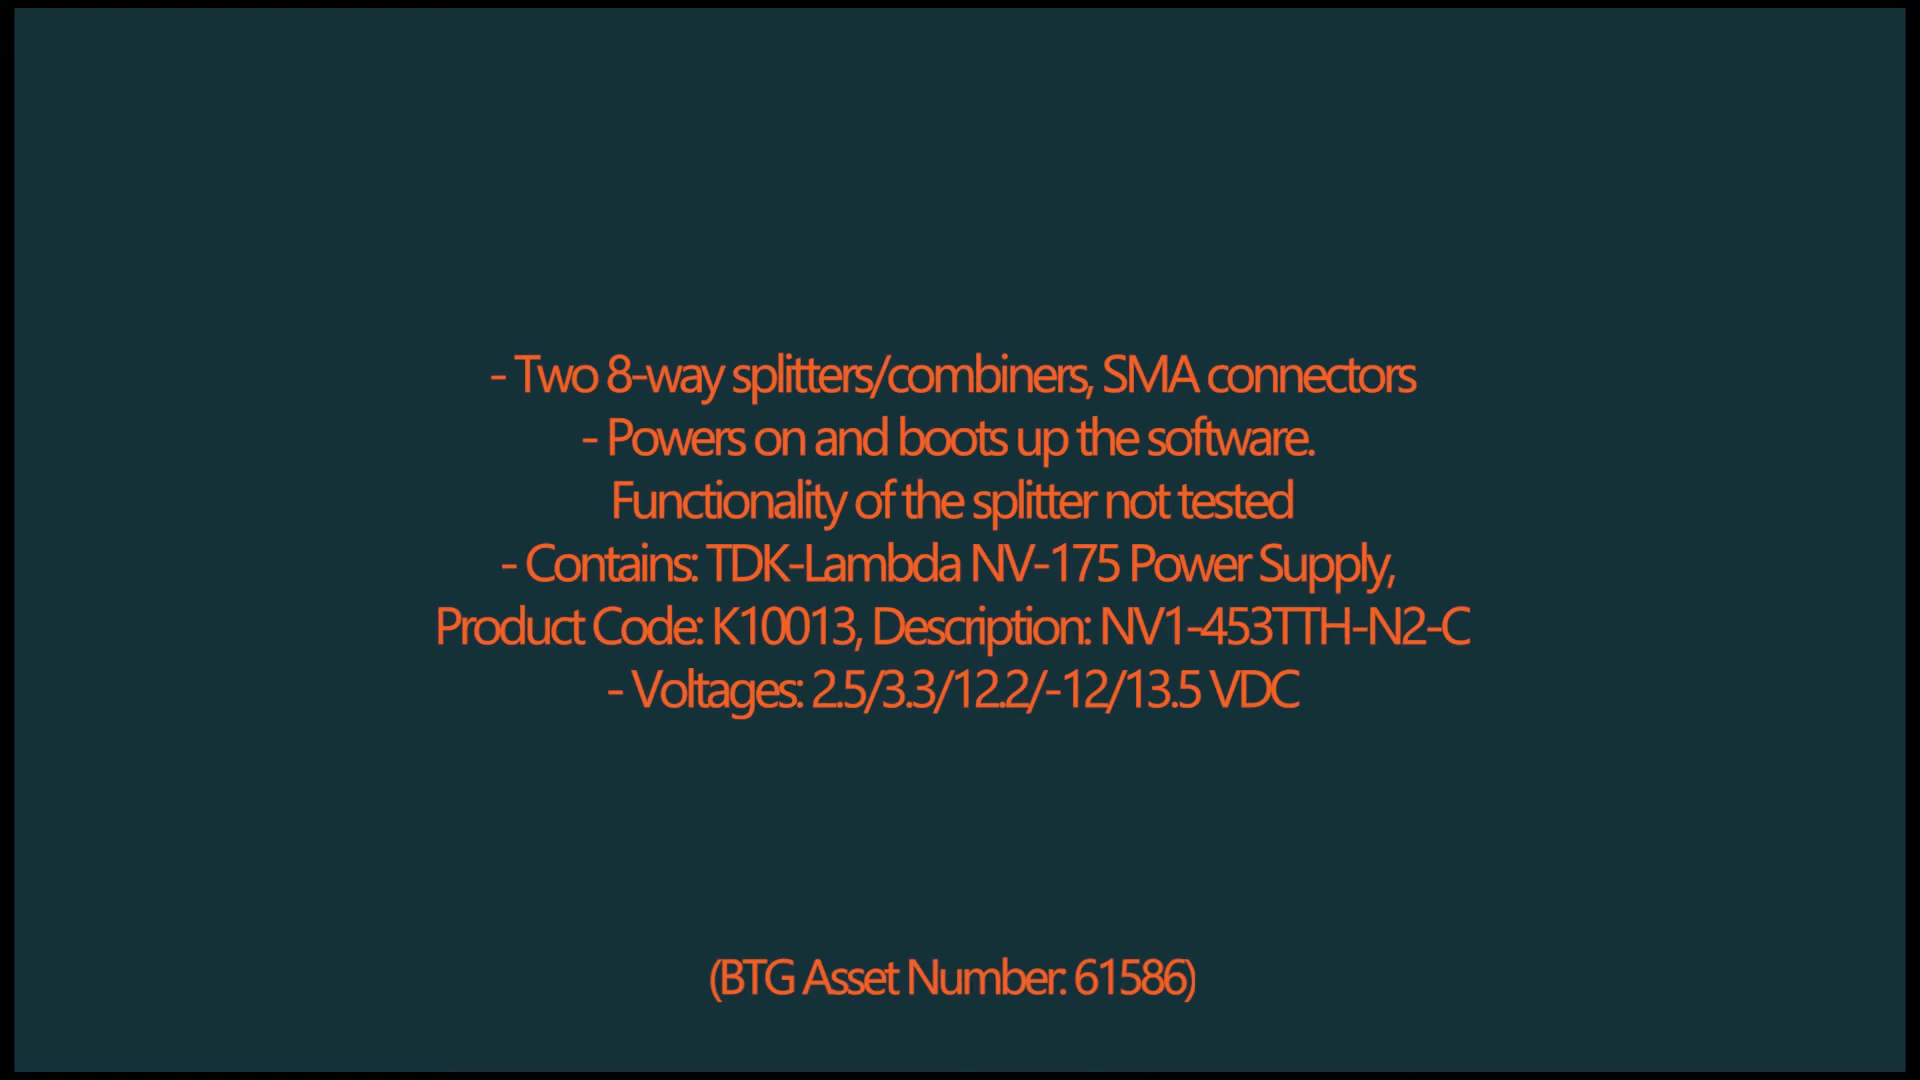 - Two 8-way splitters/combiners, SMA connectors
- Powers on and boots up the software.
Functionality of the splitter not tested
- Contains: TDK-Lambda NV-175 Power Supply,
Product Code: K10013, Description: NV1-453TTH-N2-C
- Voltages: 2.5/3.3/12.2/-12/13.5 VDC
(BTG Asset Number: 61586)